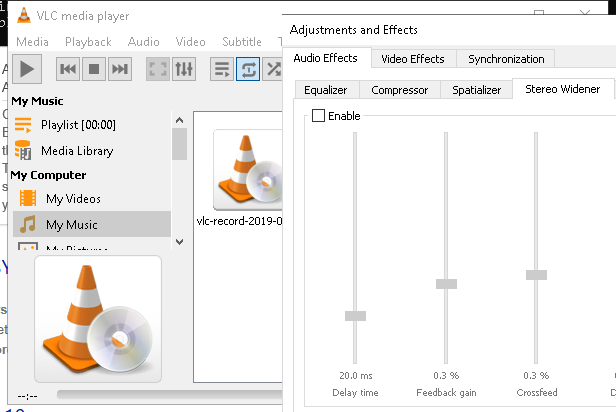 VLC media player
Media Playback Audio Video Subtitle T
My Music
Playlist [00:00]
Media Library
My Computer
My Videos
My Music
My Pictures
vlc-record-2019-0
--:--
Adjustments and Effects
Audio Effects Video Effects Synchronization
Equalizer Compressor Spatializer Stereo Widener
Enable
20.0 ms 0.3 % 0.3 %
Delay time Feedback gain Crossfeed D